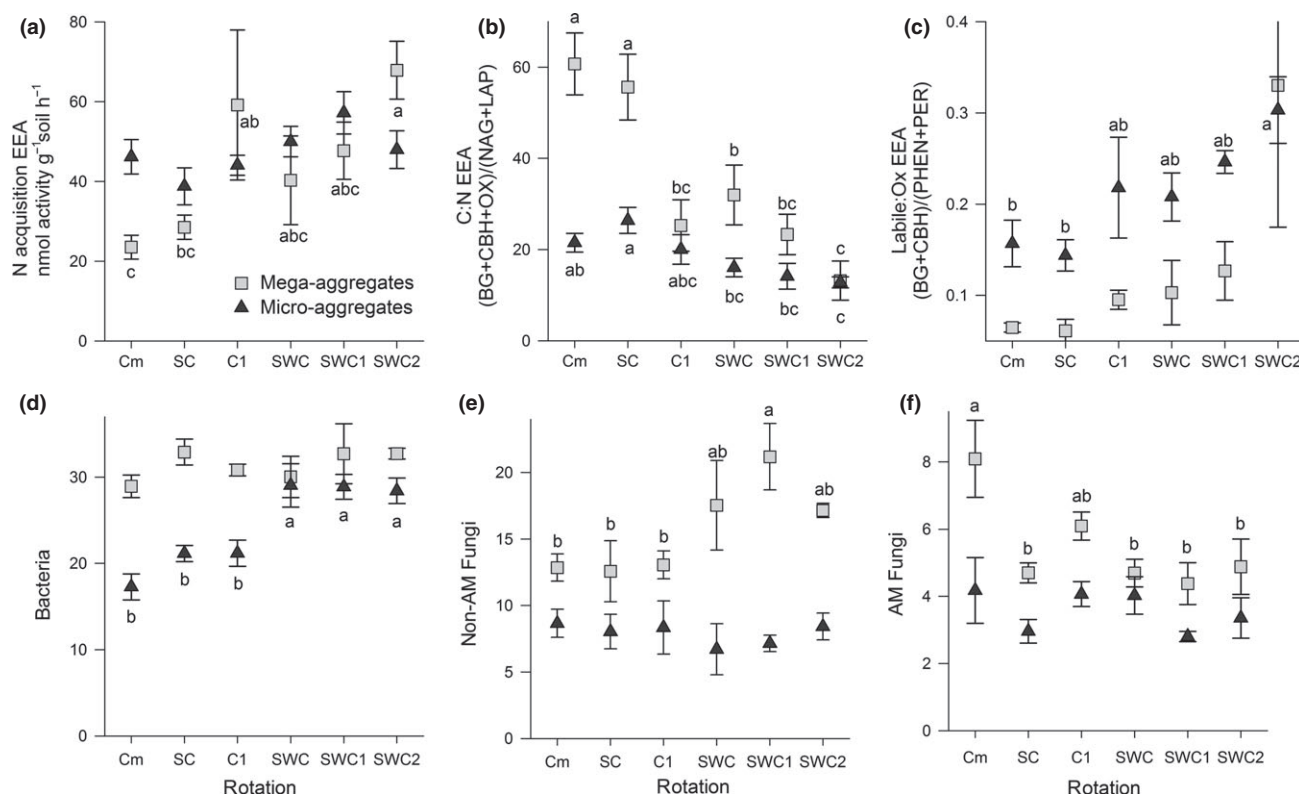 (a)
N acquisition EEA
nmol activity g⁻¹soil h⁻¹
80
60
40
20
0
c
bc
ab
abc
abc
a
Mega-aggregates
Micro-aggregates
Cm SC C1 SWC SWC1 SWC2
(b)
C:N EEA
(BG+CBH+OX)/(NAG+LAP)
60
40
20
0
a
a
bc
b
bc
c
ab
a
abc
bc
bc
c
Cm SC C1 SWC SWC1 SWC2
(c)
Labile:Ox EEA
(BG+CBH)/(PHEN+PER)
0.4
0.3
0.2
0.1
b
b
ab
ab
ab
a
Cm SC C1 SWC SWC1 SWC2
(d)
Bacteria
30
20
10
0
b
b
b
a
a
a
Cm SC C1 SWC SWC1 SWC2
Rotation
(e)
Non-AM Fungi
20
15
10
5
0
b
b
b
ab
a
ab
Cm SC C1 SWC SWC1 SWC2
Rotation
(f)
AM Fungi
8
6
4
2
0
a
b
ab
b
b
b
Cm SC C1 SWC SWC1 SWC2
Rotation